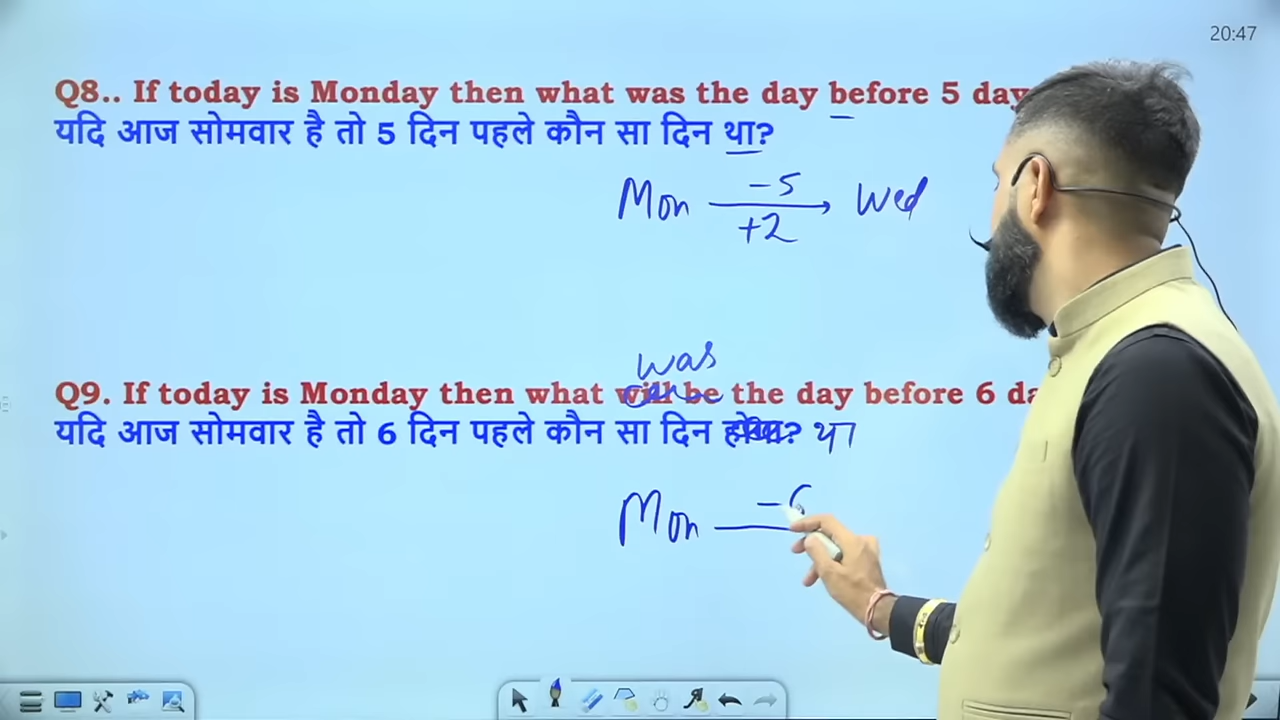 20:47
Q8.. If today is Monday then what was the day before 5 day
यदि आज सोमवार है तो 5 दिन पहले कौन सा दिन था?
Mon -5 +2 Wed
was
Q9. If today is Monday then what will be the day before 6 da
यदि आज सोमवार है तो 6 दिन पहले कौन सा दिन होगा? था
Mon -6